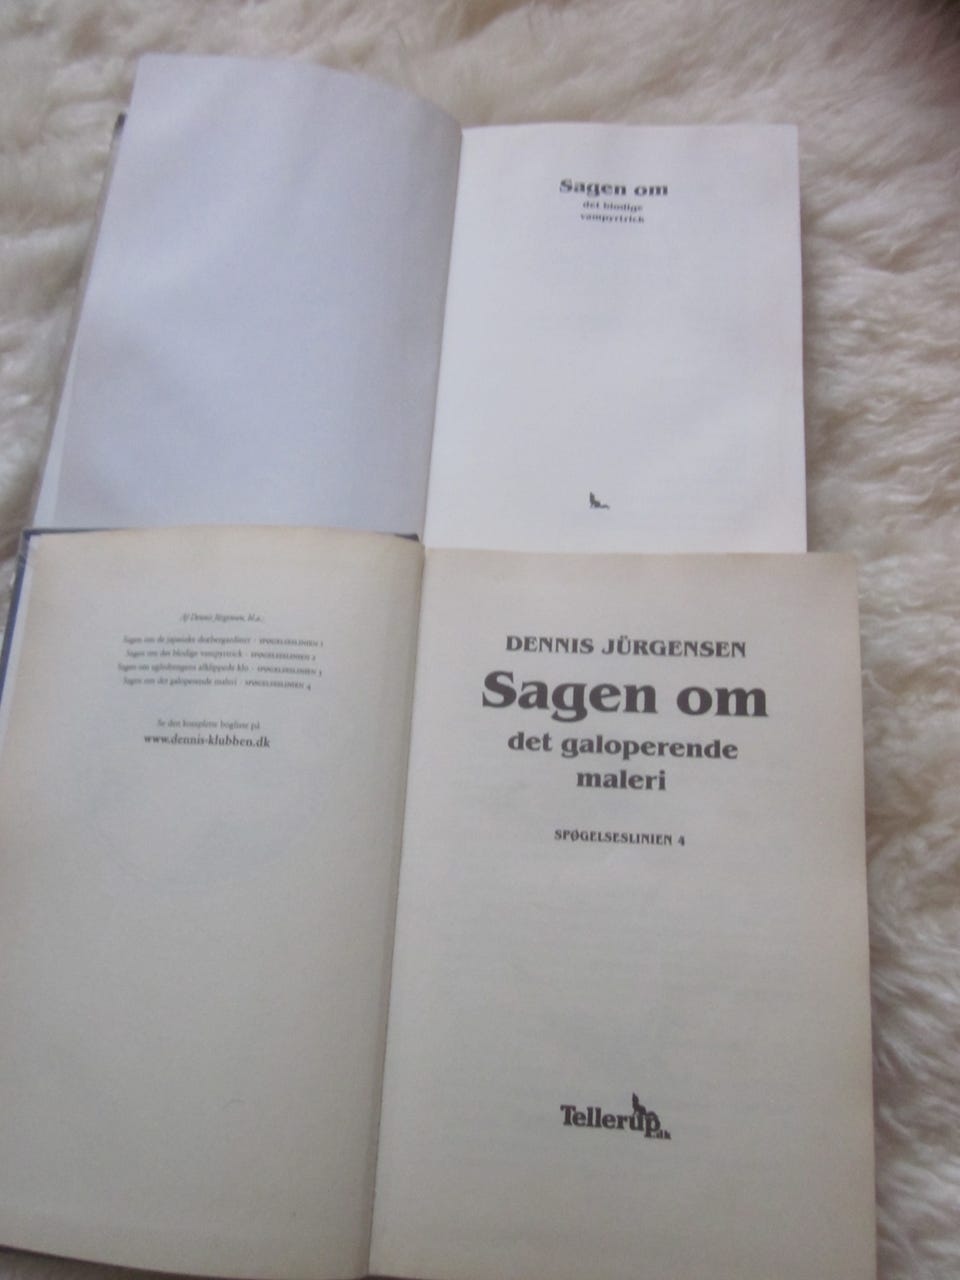 Sagen om
det blodige
vampyrtrick
Af Dennis Jürgensen, bl.a.:
Sagen om de japanske dværgbanditter · SPØGELSESLINIEN 1
Sagen om det blodige vampyrtrick · SPØGELSESLINIEN 2
Sagen om ugledrengens afklippede klo · SPØGELSESLINIEN 3
Sagen om det galoperende maleri · SPØGELSESLINIEN 4
Se den komplette bogliste på
www.dennis-klubben.dk
DENNIS JÜRGENSEN
Sagen om
det galoperende
maleri
SPØGELSESLINIEN 4
Tellerup.dk